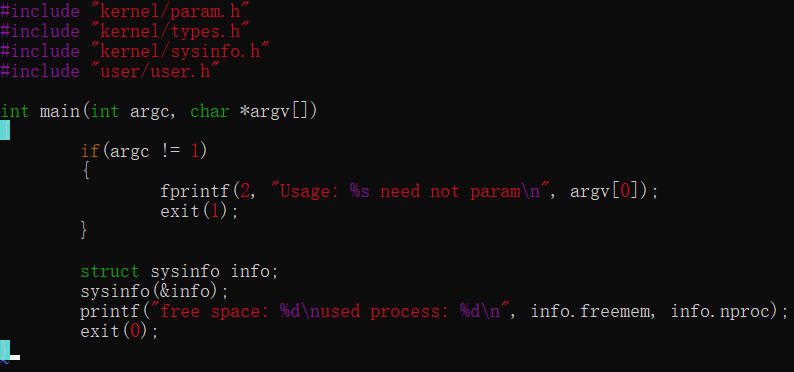 #include "kernel/param.h"
#include "kernel/types.h"
#include "kernel/sysinfo.h"
#include "user/user.h"
int main(int argc, char *argv[])
{
if(argc != 1)
{
fprintf(2, "Usage: %s need not param\n", argv[0]);
exit(1);
}
struct sysinfo info;
sysinfo(&info);
printf("free space: %d\nused process: %d\n", info.freemem, info.nproc);
exit(0);
}